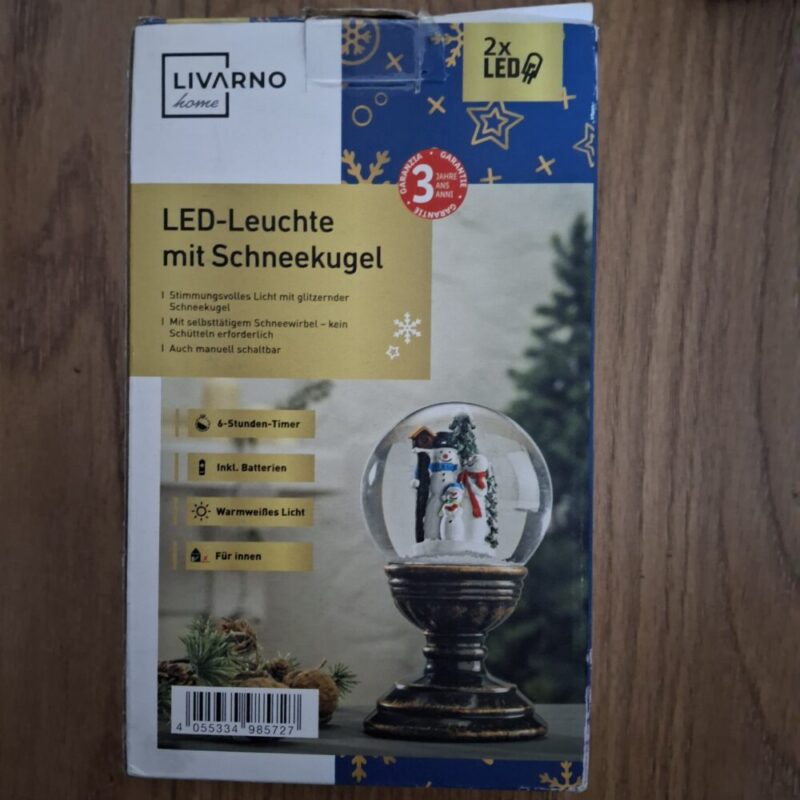 LIVARNO
home
2x
LED
GARANZIA • GARANTIE • GARANTIE
3 JAHRE
ANS
ANNI
LED-Leuchte
mit Schneekugel
Stimmungsvolles Licht mit glitzernder
Schneekugel
Mit selbsttätigem Schneewirbel – kein
Schütteln erforderlich
Auch manuell schaltbar
6-Stunden-Timer
Inkl. Batterien
Warmweißes Licht
Für innen
4 055334 985727